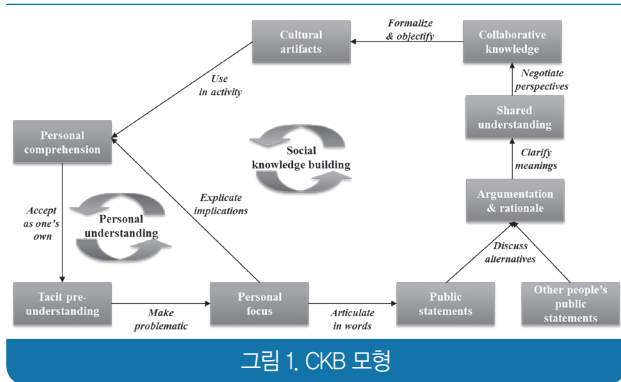 Formalize
& objectify
Cultural
artifacts
Collaborative
knowledge
Use
in activity
Negotiate
perspectives
Shared
understanding
Personal
comprehension
Social
knowledge building
Clarify
meanings
Accept
as one's
own
Personal
understanding
Explicate
implications
Argumentation
& rationale
Discuss
alternatives
Tacit pre-
understanding
Make
problematic
Personal
focus
Articulate
in words
Public
statements
Other people's
public
statements
그림 1. CKB 모형